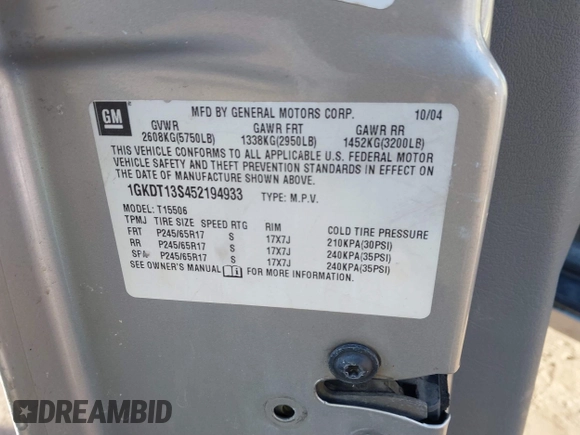 GM
MFD BY GENERAL MOTORS CORP. 10/04
GVWR GAWR FRT GAWR RR
2608KG(5750LB) 1338KG(2950LB) 1452KG(3200LB)
THIS VEHICLE CONFORMS TO ALL APPLICABLE U.S. FEDERAL MOTOR
VEHICLE SAFETY AND THEFT PREVENTION STANDARDS IN EFFECT ON
THE DATE OF MANUFACTURE SHOWN ABOVE.
1GKDT13S452194933 TYPE: M.P.V.
MODEL: T15506
TPMJ TIRE SIZE SPEED RTG RIM COLD TIRE PRESSURE
FRT P245/65R17 S 17X7J 210KPA(30PSI)
RR P245/65R17 S 17X7J 240KPA(35PSI)
SPA P245/65R17 S 17X7J 240KPA(35PSI)
SEE OWNER'S MANUAL FOR MORE INFORMATION.
DREAMBID